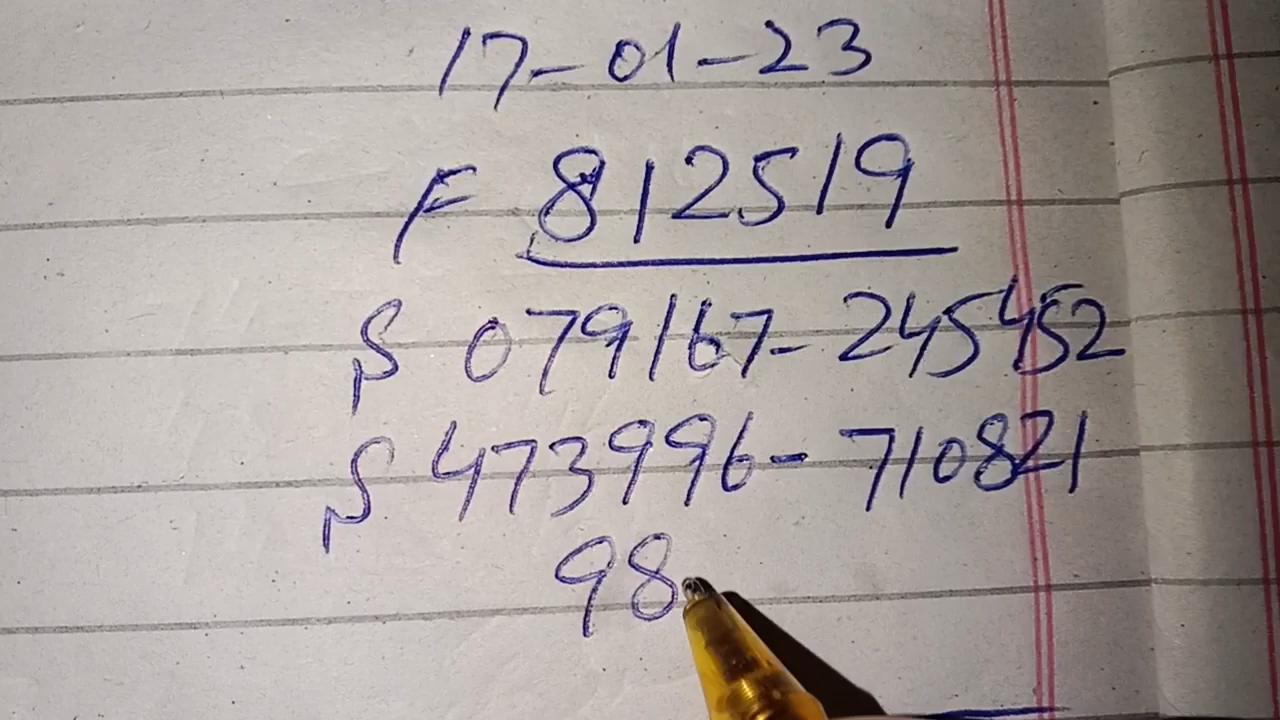 17-01-23
F 812519
S 079167-245452
S 473996-710821
98